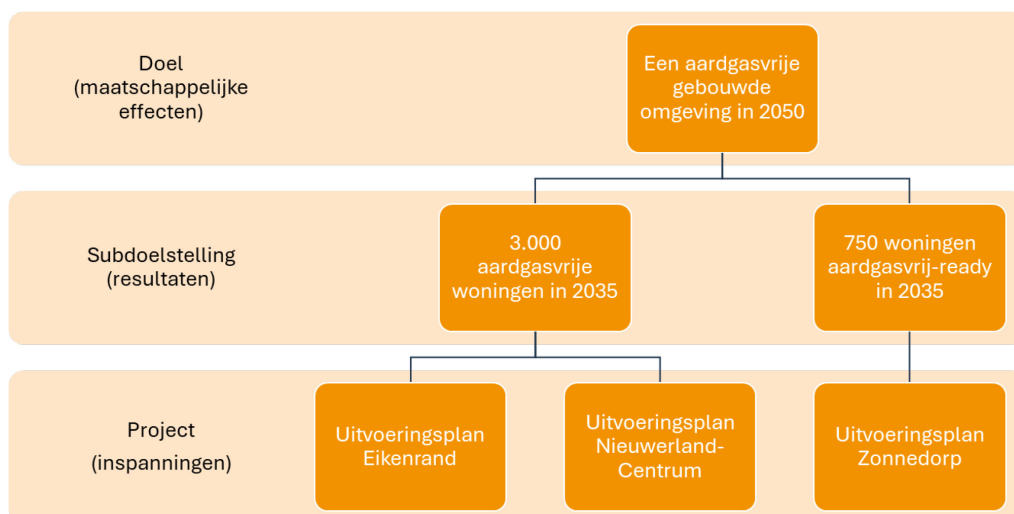 Doel
(maatschappelijke
effecten)
Een aardgasvrije
gebouwde
omgeving in 2050
Subdoelstelling
(resultaten)
3.000
aardgasvrije
woningen in 2035
750 woningen
aardgasvrij-ready
in 2035
Project
(inspanningen)
Uitvoeringsplan
Eikenrand
Uitvoeringsplan
Nieuwerland-
Centrum
Uitvoeringsplan
Zonnedorp